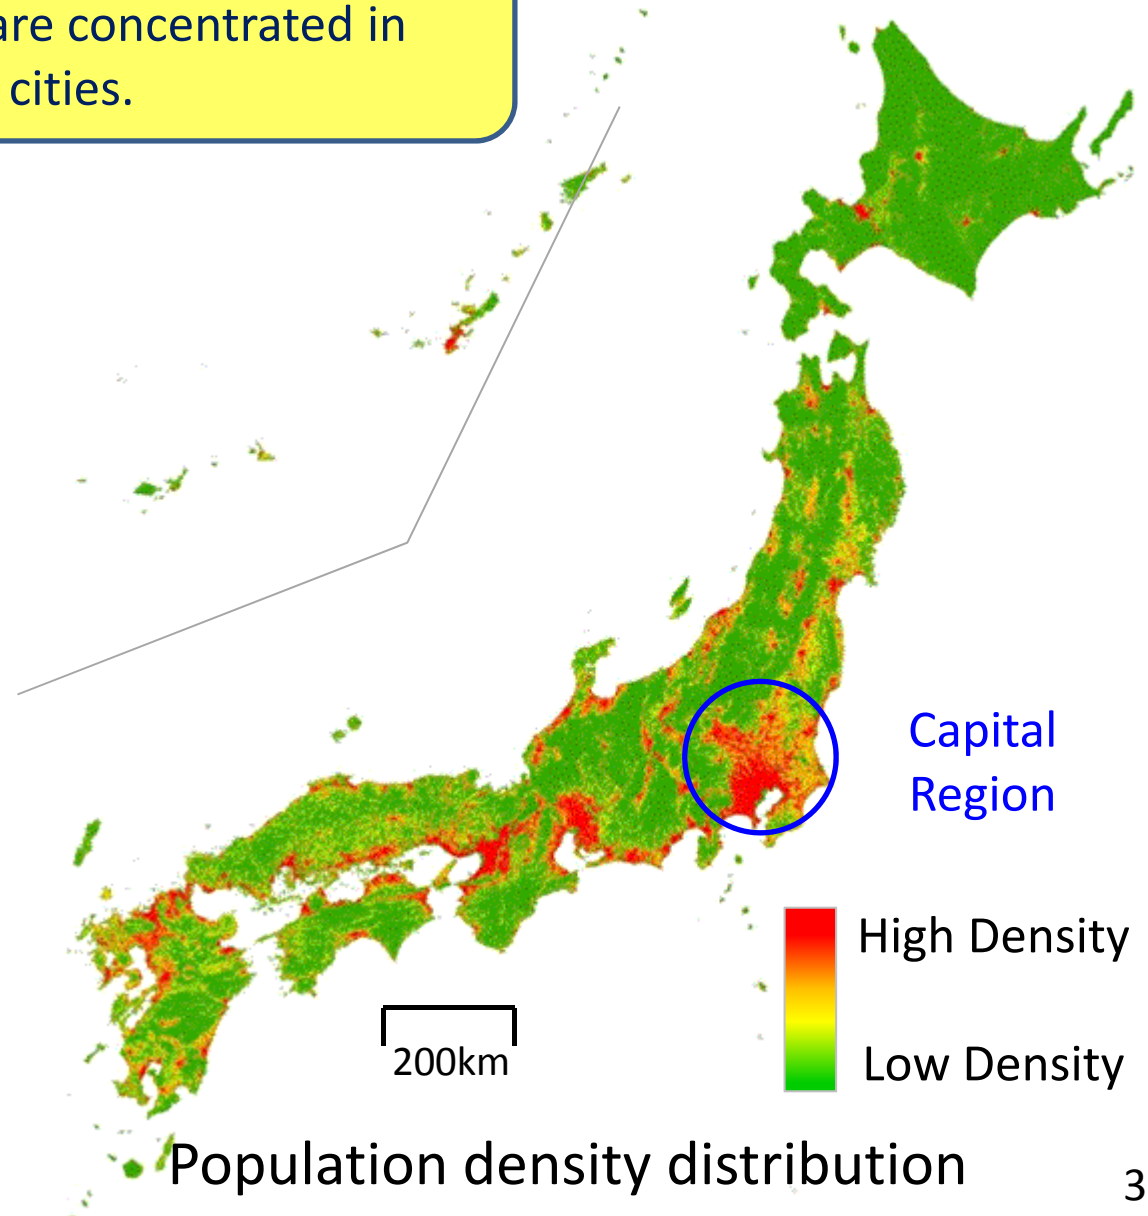 are concentrated in
cities.
Capital
Region
High Density
Low Density
200km
Population density distribution
3